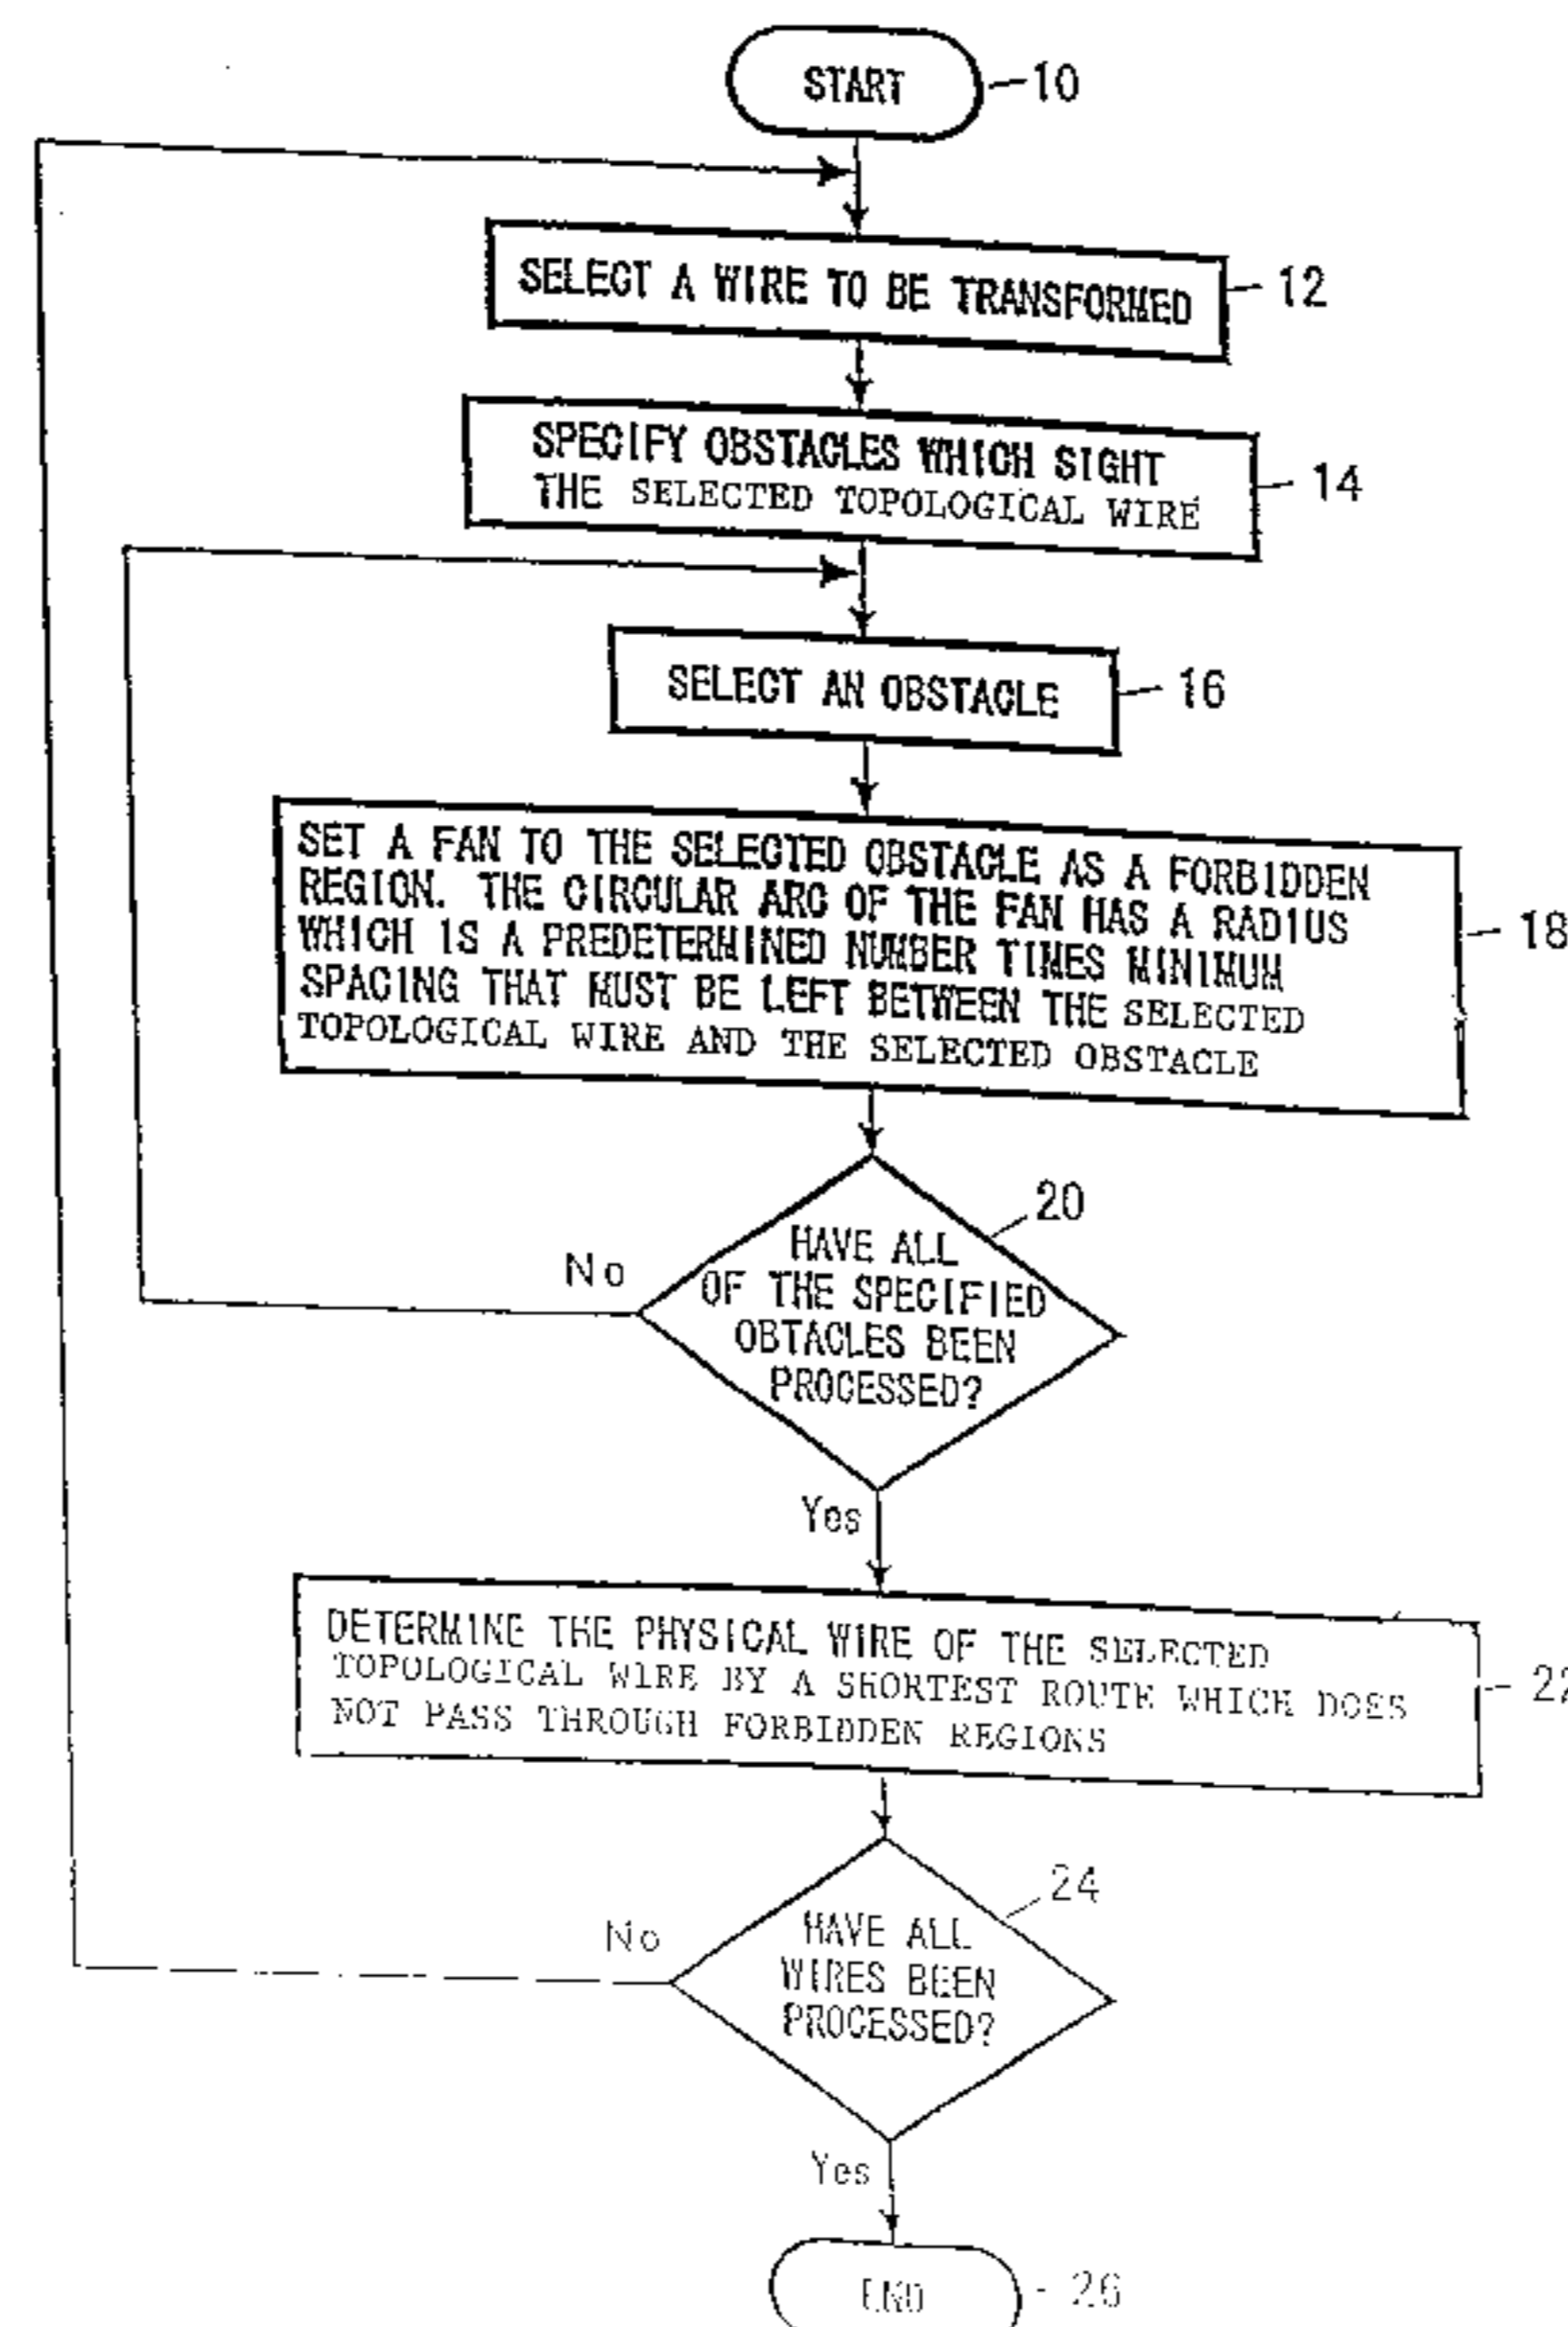 START
10
SELECT A WIRE TO BE TRANSFORMED
12
SPECIFY OBSTACLES WHICH SIGHT
THE SELECTED TOPOLOGICAL WIRE
14
SELECT AN OBSTACLE
16
SET A FAN TO THE SELECTED OBSTACLE AS A FORBIDDEN
REGION. THE CIRCULAR ARC OF THE FAN HAS A RADIUS
WHICH IS A PREDETERMINED NUMBER TIMES MINIMUM
SPACING THAT MUST BE LEFT BETWEEN THE SELECTED
TOPOLOGICAL WIRE AND THE SELECTED OBSTACLE
18
20
HAVE ALL
OF THE SPECIFIED
OBTACLES BEEN
PROCESSED?
No
Yes
DETERMINE THE PHYSICAL WIRE OF THE SELECTED
TOPOLOGICAL WIRE BY A SHORTEST ROUTE WHICH DOES
NOT PASS THROUGH FORBIDDEN REGIONS
22
24
HAVE ALL
WIRES BEEN
PROCESSED?
No
Yes
END
26